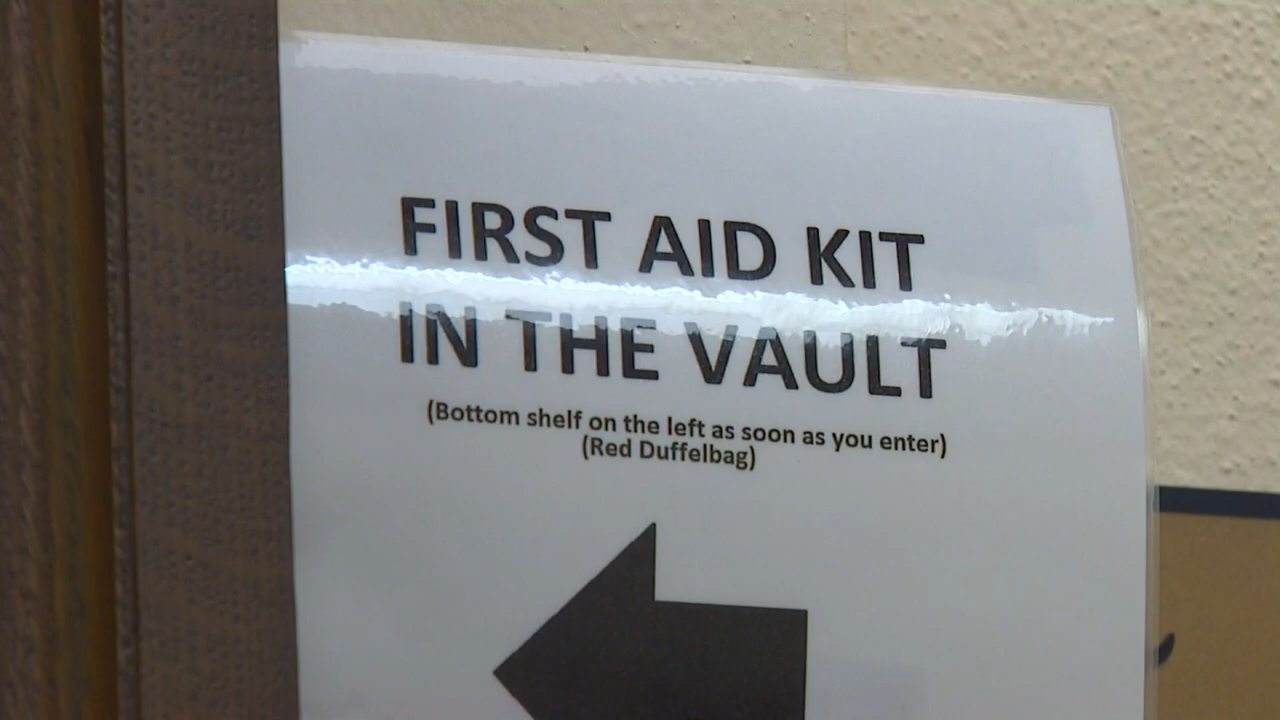 FIRST AID KIT
IN THE VAULT
(Bottom shelf on the left as soon as you enter)
(Red Duffelbag)